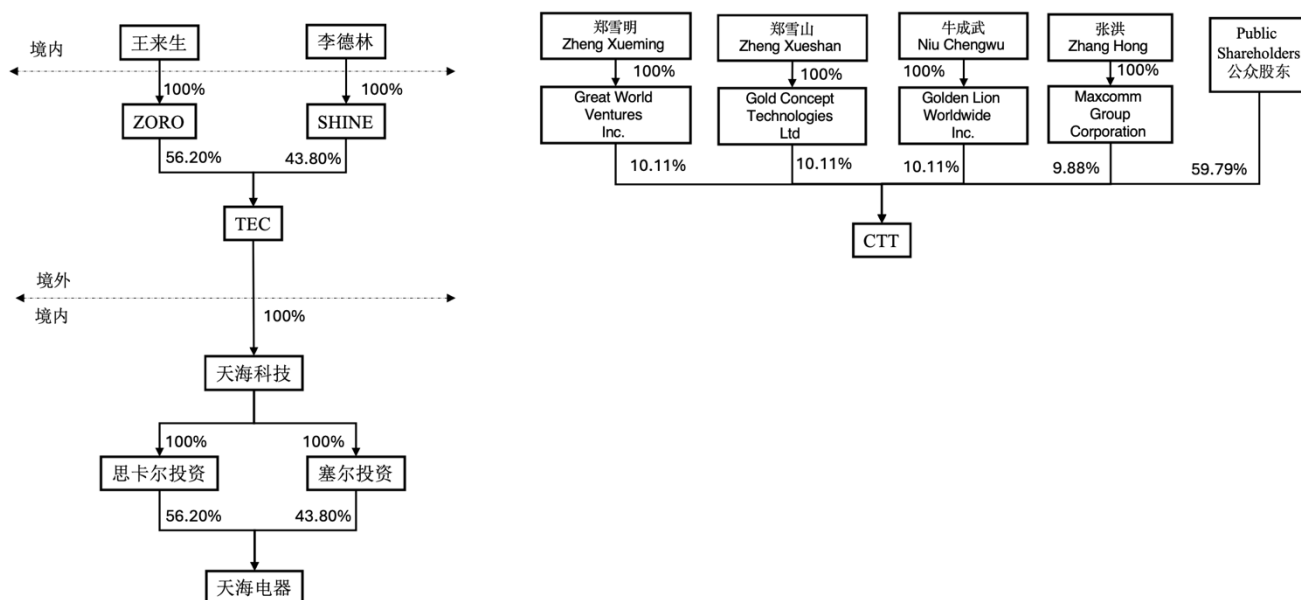 境内
王来生
李德林
100%
100%
ZORO
SHINE
56.20%
43.80%
TEC
境外
境内
100%
天海科技
100%
100%
思卡尔投资
塞尔投资
56.20%
43.80%
天海电器
郑雪明
Zheng Xueming
郑雪山
Zheng Xueshan
牛成武
Niu Chengwu
张洪
Zhang Hong
Public
Shareholders
公众股东
100%
100%
100%
100%
Great World
Ventures
Inc.
Gold Concept
Technologies
Ltd
Golden Lion
Worldwide
Inc.
Maxcomm
Group
Corporation
10.11%
10.11%
10.11%
9.88%
59.79%
CTT